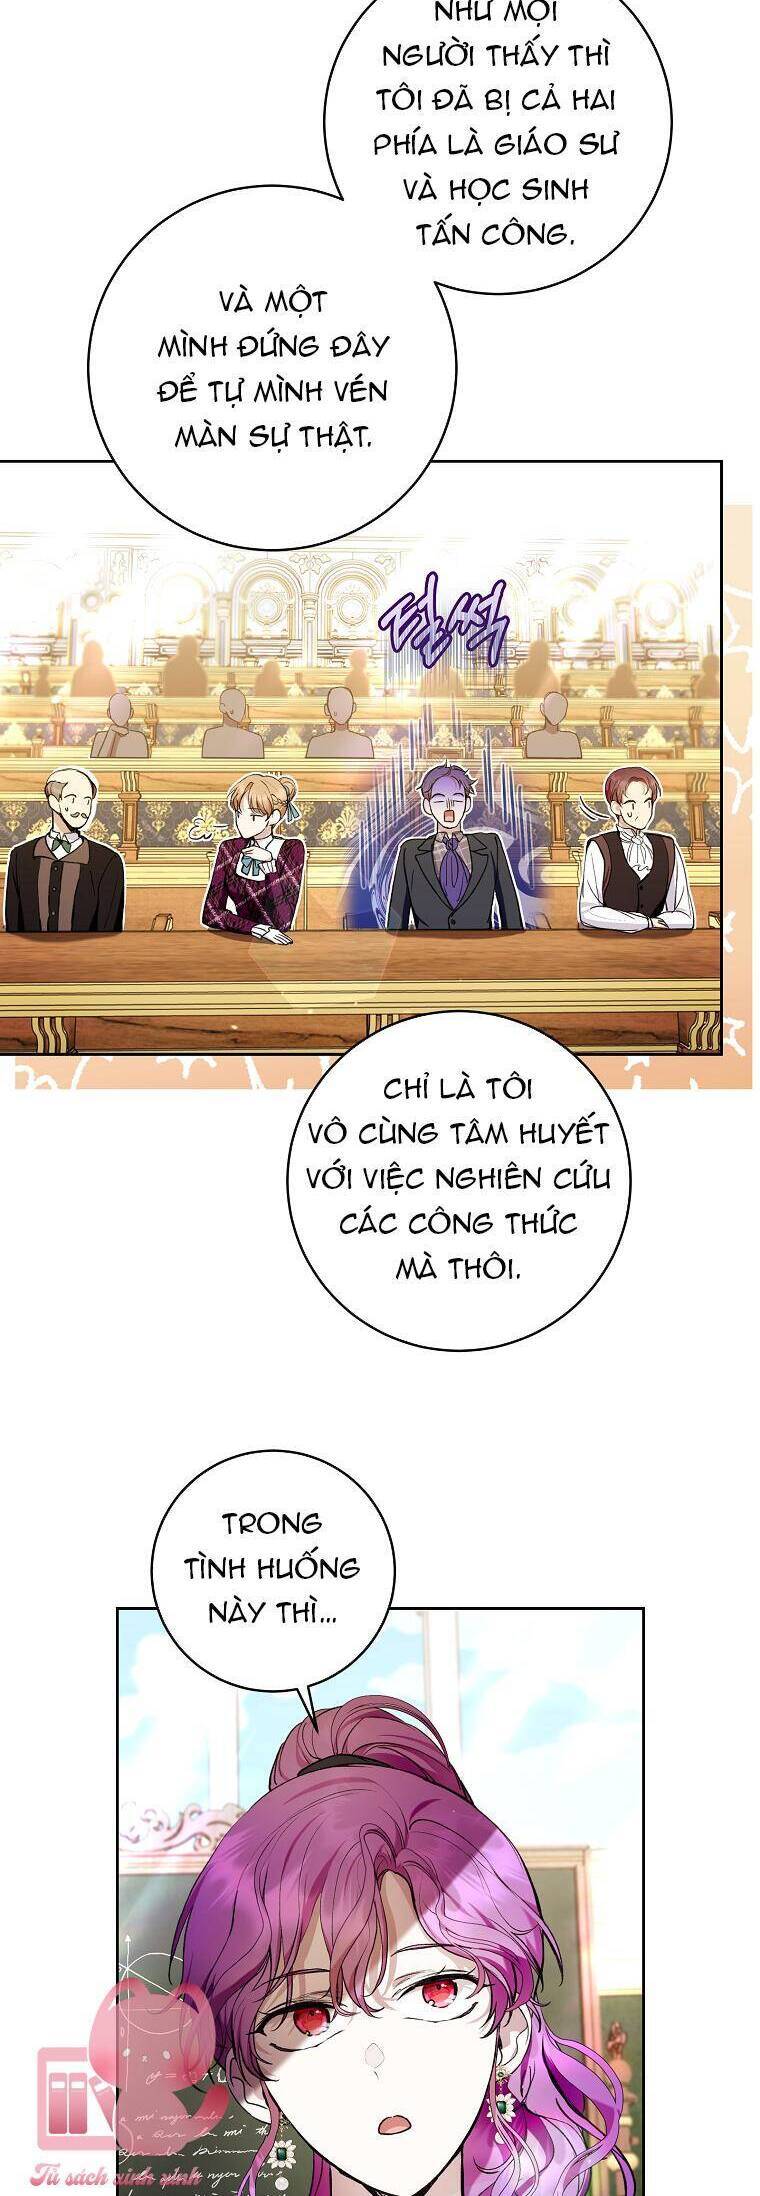 NHƯ MỌI
NGƯỜI THẤY THÌ
TÔI ĐÃ BỊ CẢ HAI
PHÍA LÀ GIÁO SƯ
VÀ HỌC SINH
TẤN CÔNG.
VÀ MỘT
MÌNH ĐỨNG ĐÂY
ĐỂ TỰ MÌNH VÉN
MÀN SỰ THẬT.
털썩
CHỈ LÀ TÔI
VÔ CÙNG TÂM HUYẾT
VỚI VIỆC NGHIÊN CỨU
CÁC CÔNG THỨC
MÀ THÔI.
TRONG
TÌNH HUỐNG
NÀY THÌ...
Tủ sách xinh xinh